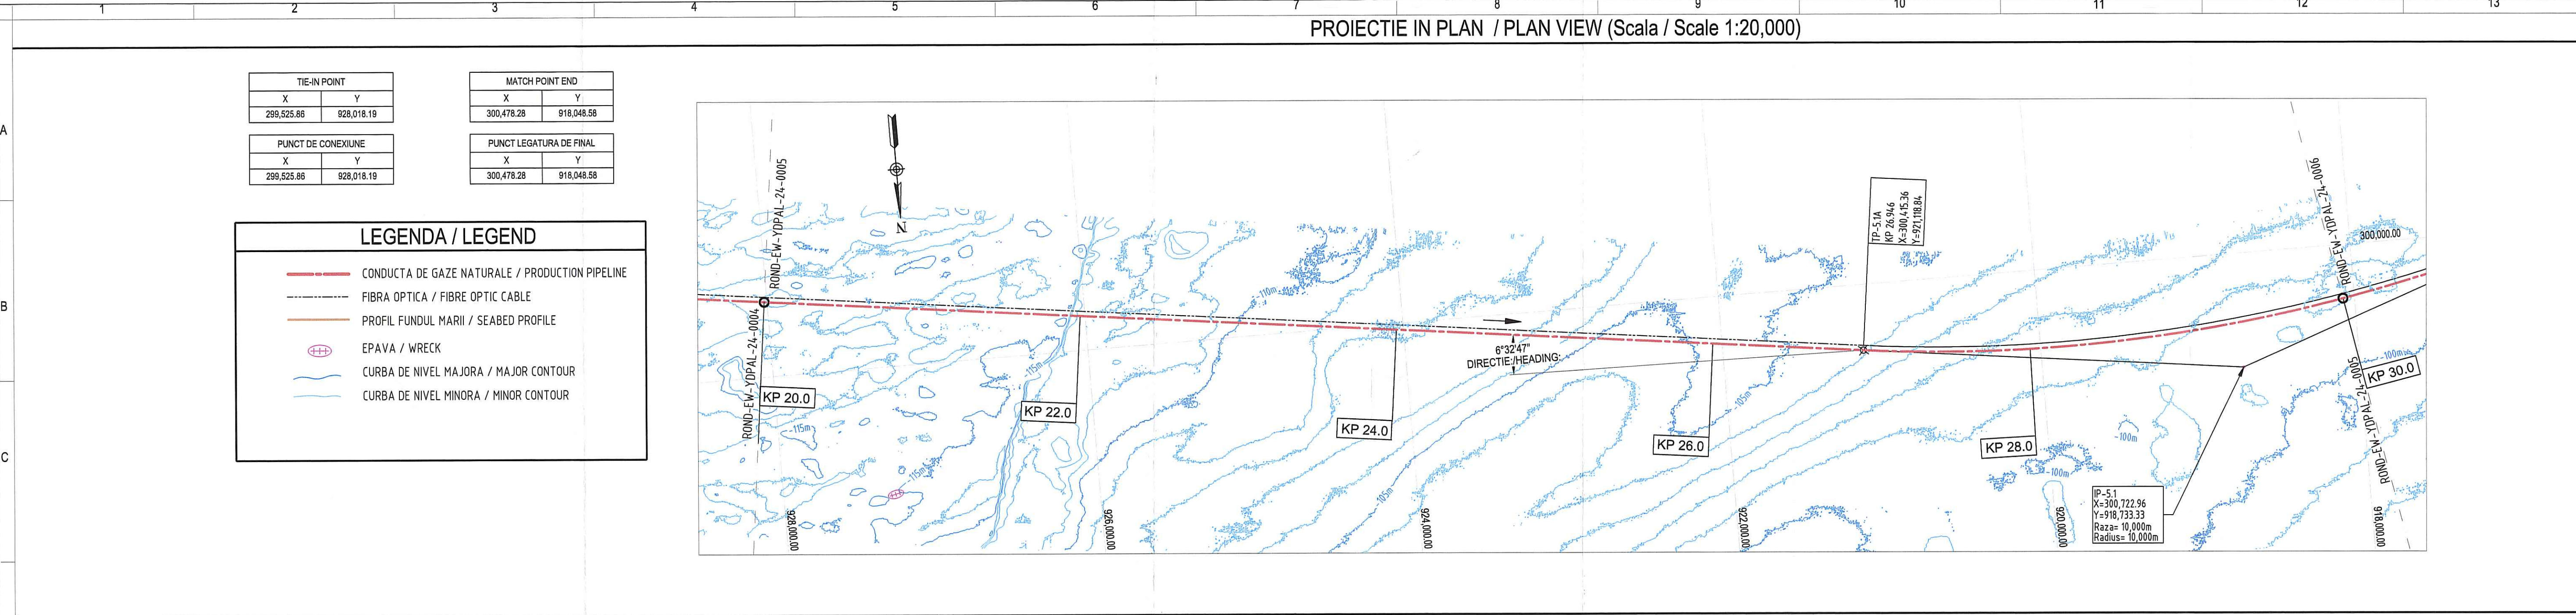 1 2 3 4 5 6 7 8 9 10 11 12 13
PROIECTIE IN PLAN / PLAN VIEW (Scala / Scale 1:20,000)
A
B
C
TIE-IN POINT
X Y
299,525.86 928,018.19
MATCH POINT END
X Y
300,478.28 918,048.58
PUNCT DE CONEXIUNE
X Y
299,525.86 928,018.19
PUNCT LEGATURA DE FINAL
X Y
300,478.28 918,048.58
LEGENDA / LEGEND
CONDUCTA DE GAZE NATURALE / PRODUCTION PIPELINE
FIBRA OPTICA / FIBRE OPTIC CABLE
PROFIL FUNDUL MARII / SEABED PROFILE
EPAVA / WRECK
CURBA DE NIVEL MAJORA / MAJOR CONTOUR
CURBA DE NIVEL MINORA / MINOR CONTOUR
N
ROND-EW-YDPAL-24-0005
ROND-EW-YDPAL-24-0004
KP 20.0
-115m
-115m
-115m
KP 22.0
-110m
KP 24.0
-105m
6°32'47"
DIRECTIE/HEADING:
KP 26.0
-105m
TP-5.1A
KP 26.946
X=300,415.36
Y=921,118.84
KP 28.0
-100m
-100m
IP-5.1
X=300,722.96
Y=918,733.33
Raza= 10,000m
Radius= 10,000m
ROND-EW-YDPAL-24-0006
300,000.00
-100m
KP 30.0
ROND-EW-YDPAL-24-0005
928,000.00
926,000.00
924,000.00
922,000.00
920,000.00
918,000.00